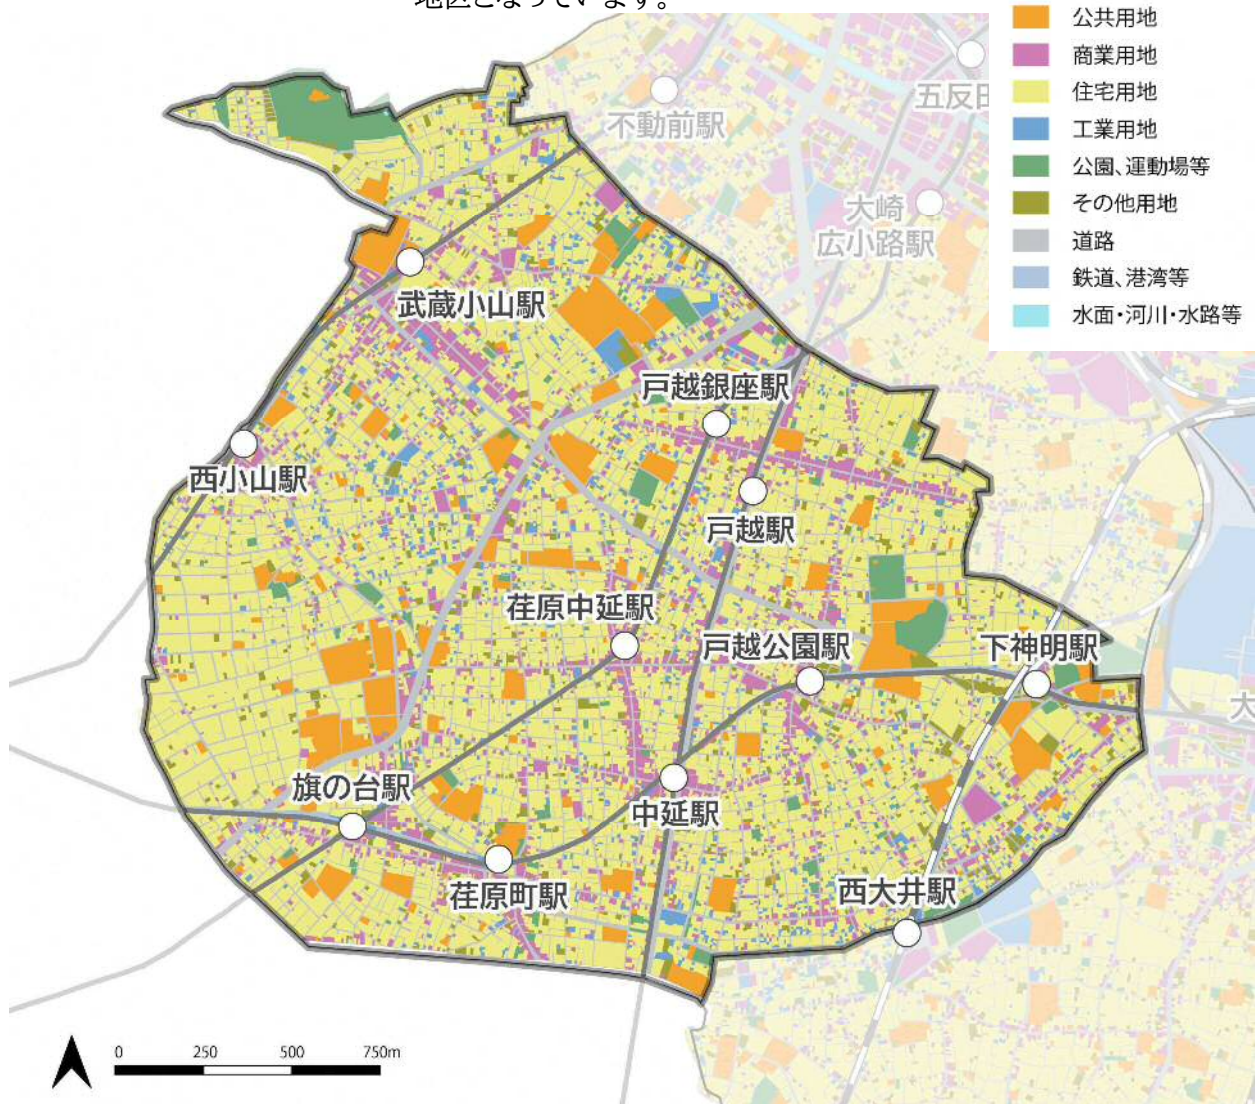 地区となっています。
公共用地
商業用地
住宅用地
工業用地
公園、運動場等
その他用地
道路
鉄道、港湾等
水面・河川・水路等
五反田
不動前駅
大崎
広小路駅
武蔵小山駅
戸越銀座駅
西小山駅
戸越駅
荏原中延駅
戸越公園駅
下神明駅
大
旗の台駅
中延駅
荏原町駅
西大井駅
0 250 500 750m